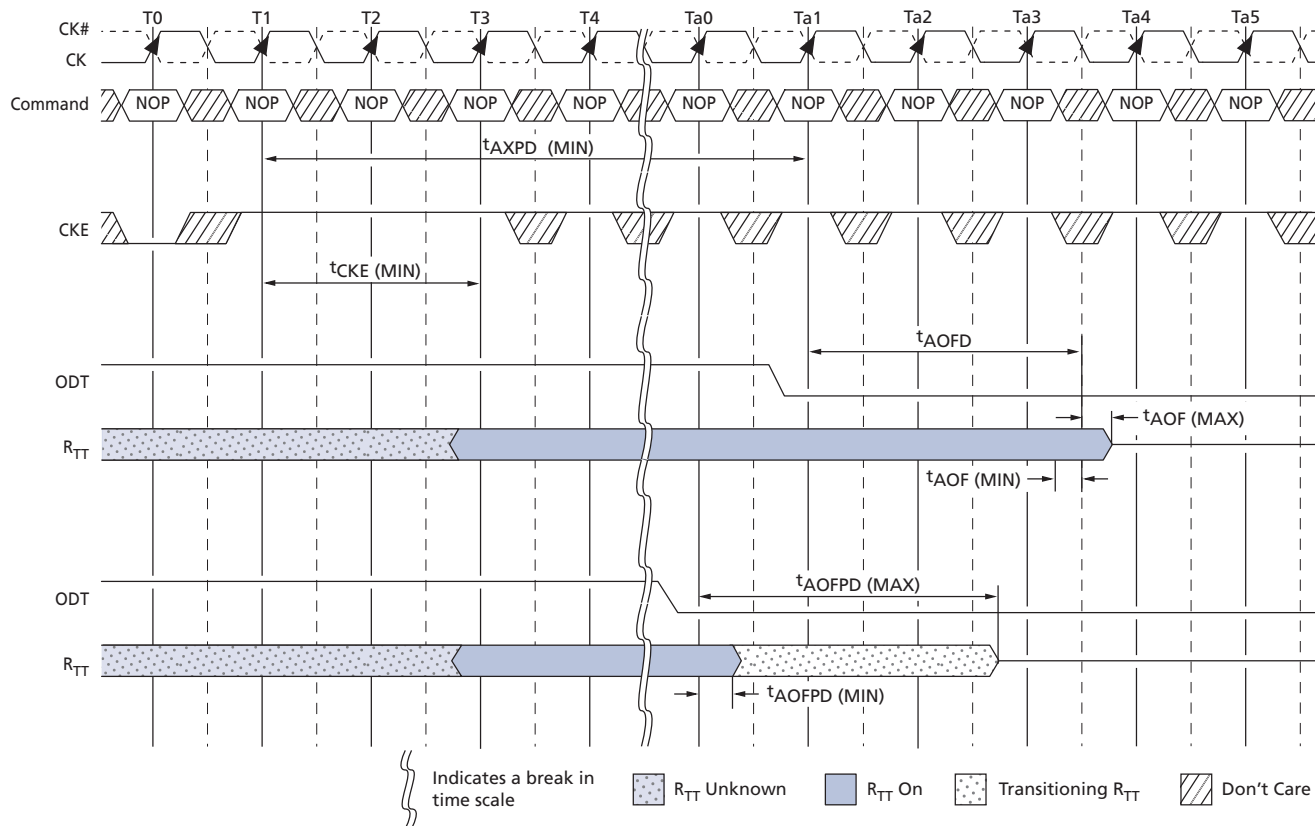 T0 T1 T2 T3 T4 Ta0 Ta1 Ta2 Ta3 Ta4 Ta5
CK#
CK
Command NOP NOP NOP NOP NOP NOP NOP NOP NOP NOP NOP
tAXPD (MIN)
CKE
tCKE (MIN)
tAOFD
ODT
tAOF (MAX)
RTT
tAOF (MIN)
tAOFPD (MAX)
ODT
RTT
tAOFPD (MIN)
Indicates a break in
time scale
RTT Unknown
RTT On
Transitioning RTT
Don't Care